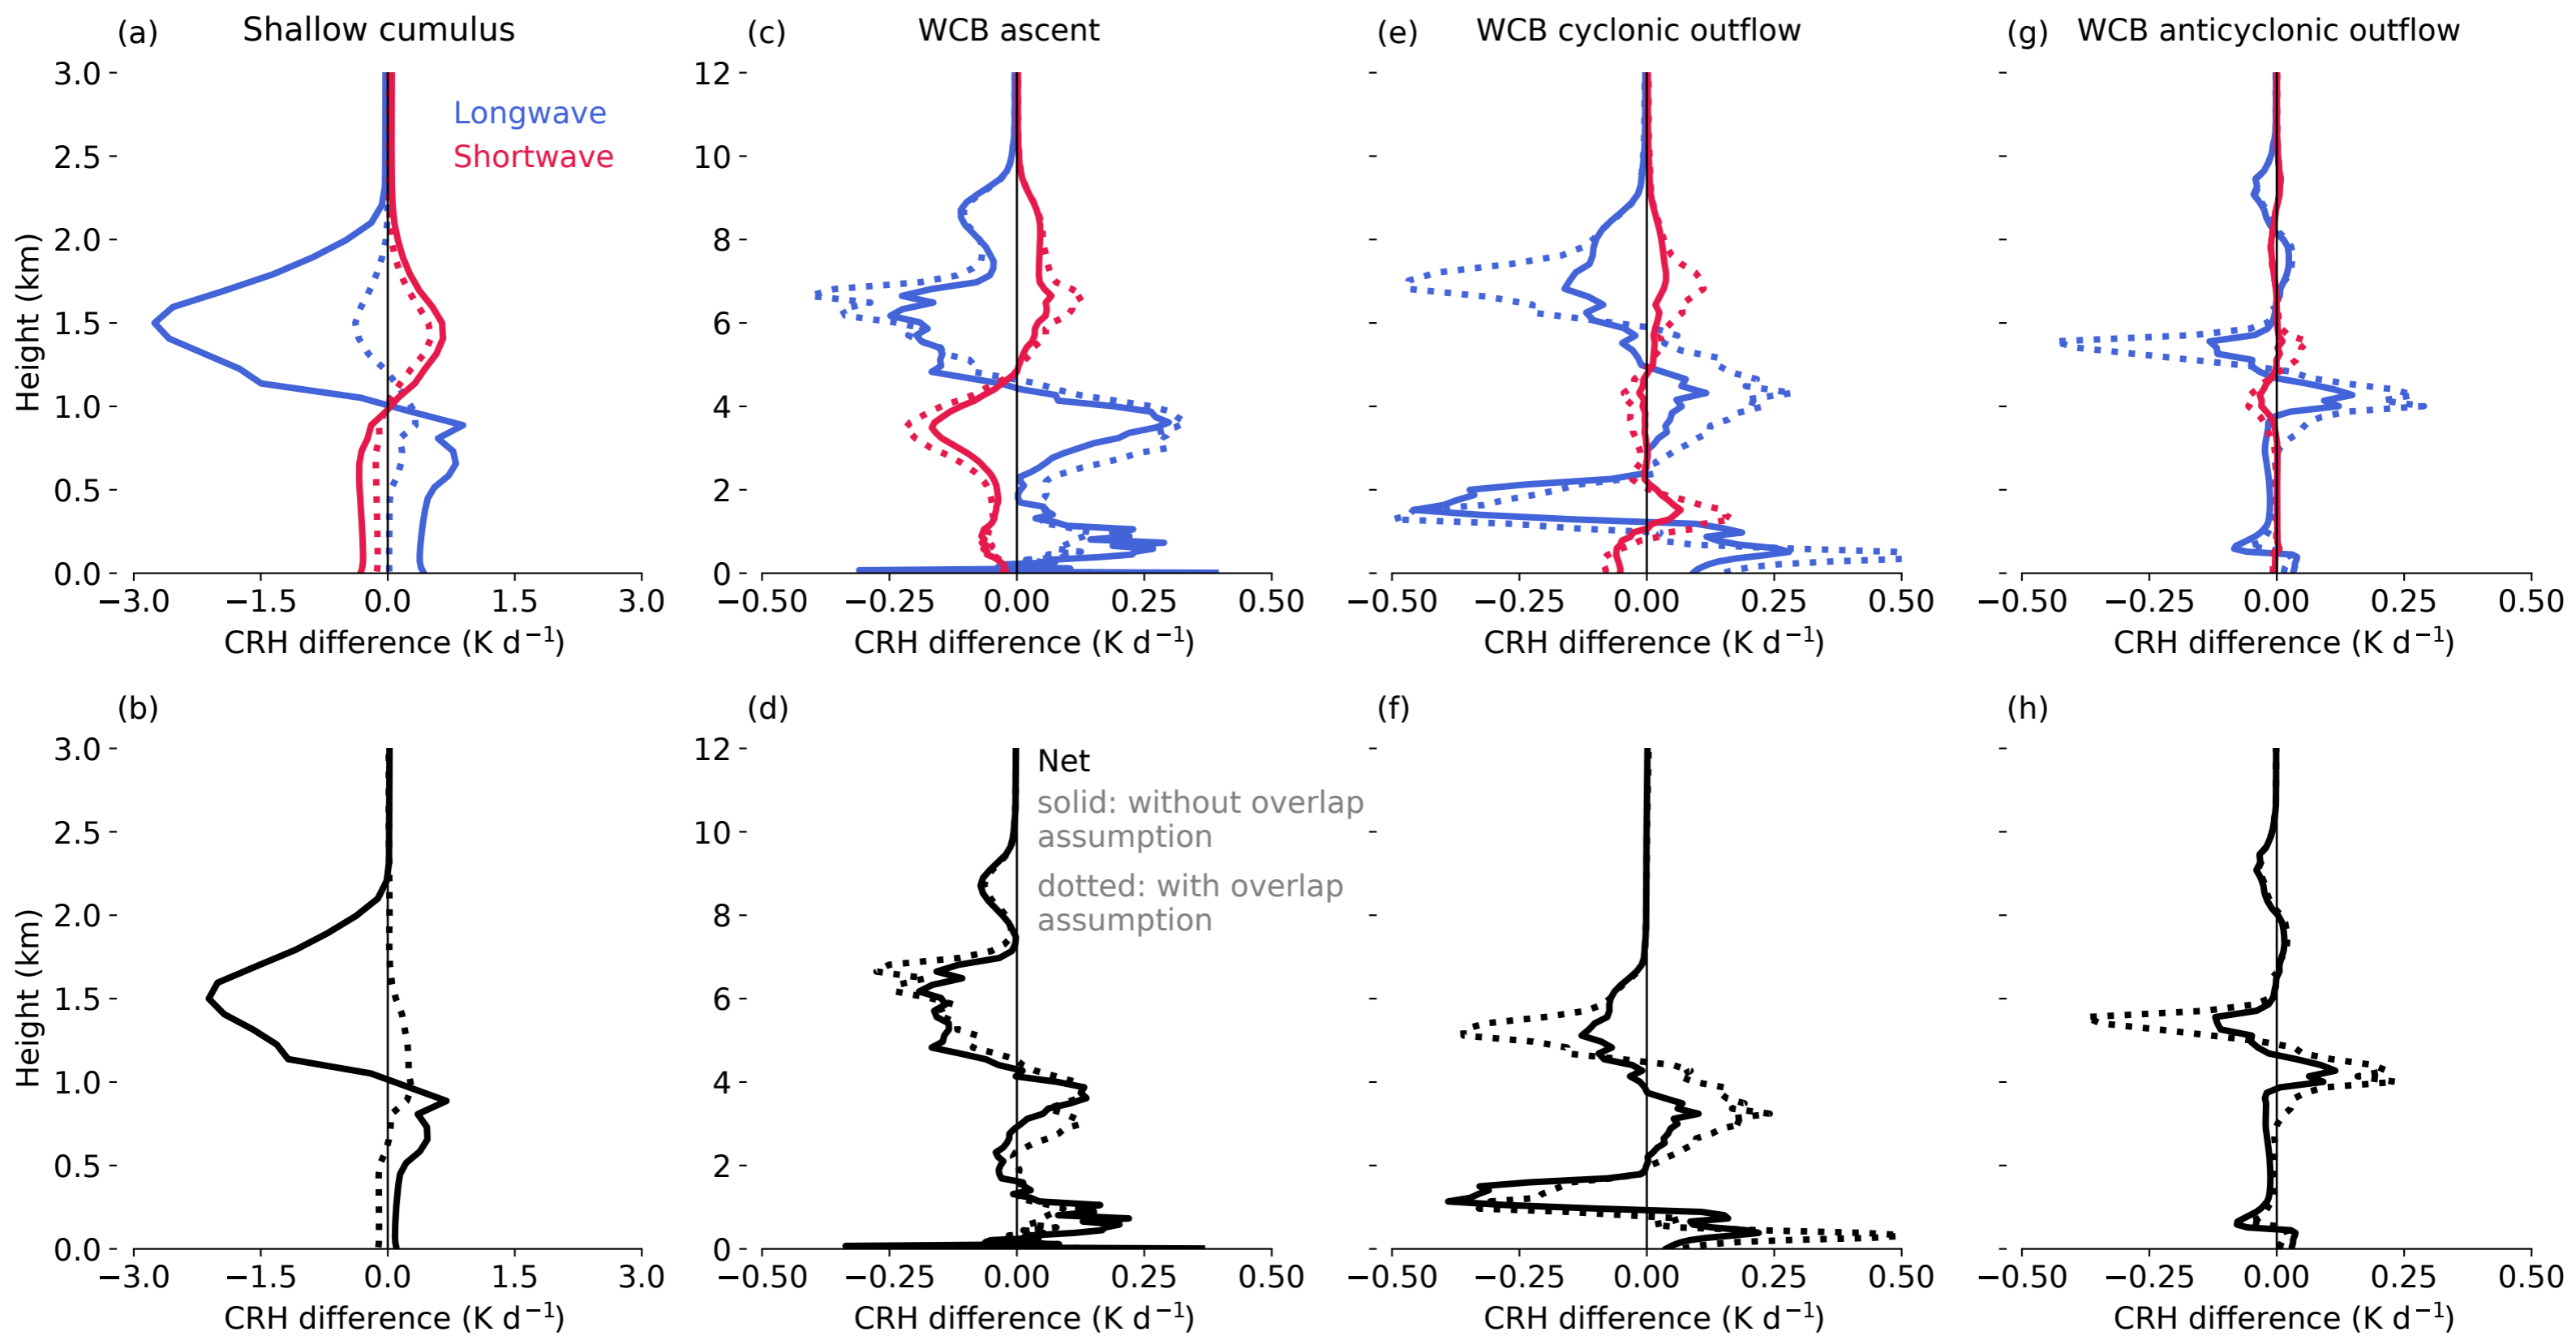 (a) Shallow cumulus (c) WCB ascent (e) WCB cyclonic outflow (g) WCB anticyclonic outflow
3.0 12
Longwave
Shortwave
2.5 10
2.0 8
Height (km)
1.5 6
1.0 4
0.5 2
0.0 0
−3.0 −1.5 0.0 1.5 3.0 −0.50 −0.25 0.00 0.25 0.50 −0.50 −0.25 0.00 0.25 0.50 −0.50 −0.25 0.00 0.25 0.50
CRH difference (K d⁻¹) CRH difference (K d⁻¹) CRH difference (K d⁻¹) CRH difference (K d⁻¹)
(b) (d) (f) (h)
3.0 12
Net
solid: without overlap
assumption
2.5 10
dotted: with overlap
assumption
2.0 8
Height (km)
1.5 6
1.0 4
0.5 2
0.0 0
−3.0 −1.5 0.0 1.5 3.0 −0.50 −0.25 0.00 0.25 0.50 −0.50 −0.25 0.00 0.25 0.50 −0.50 −0.25 0.00 0.25 0.50
CRH difference (K d⁻¹) CRH difference (K d⁻¹) CRH difference (K d⁻¹) CRH difference (K d⁻¹)